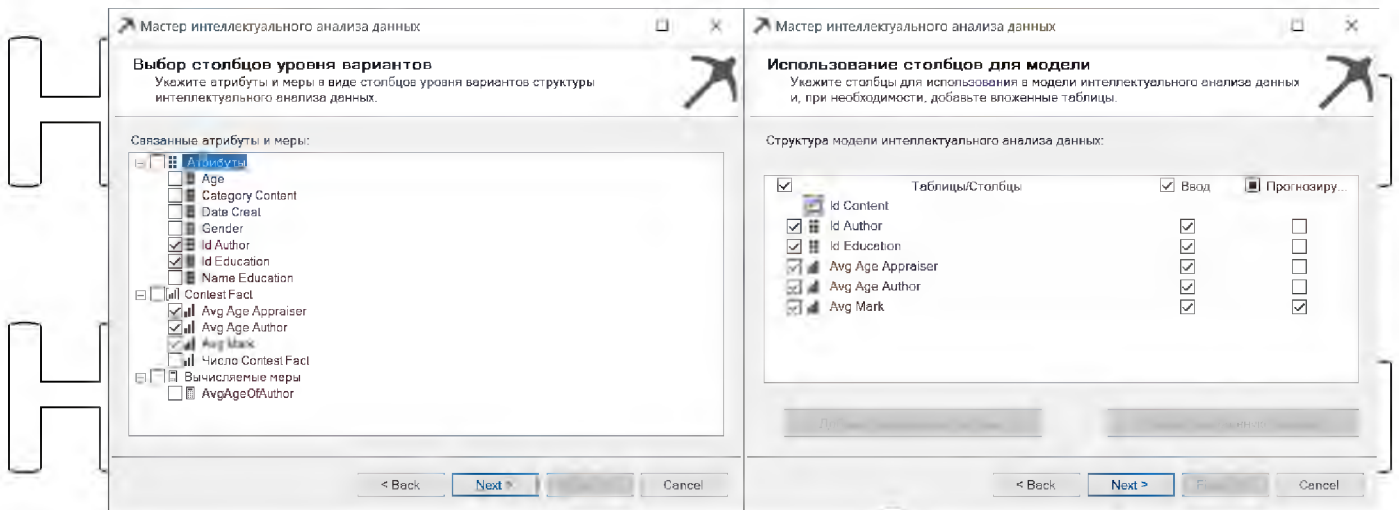 Мастер интеллектуального анализа данных
Выбор столбцов уровня вариантов
Укажите атрибуты и меры в виде столбцов уровня вариантов структуры
интеллектуального анализа данных.
Связанные атрибуты и меры:
Атрибуты
Age
Category Content
Date Creat
Gender
Id Author
Id Education
Name Education
Contest Fact
Avg Age Appraiser
Avg Age Author
Avg Mark
Число Contest Fact
Вычисляемые меры
AvgAgeOfAuthor
< Back Next > Cancel
Мастер интеллектуального анализа данных
Использование столбцов для модели
Укажите столбцы для использования в модели интеллектуального анализа данных
и, при необходимости, добавьте вложенные таблицы.
Структура модели интеллектуального анализа данных:
Таблицы/Столбцы Ввод Прогнозиру...
Id Content
Id Author
Id Education
Avg Age Appraiser
Avg Age Author
Avg Mark
< Back Next > Cancel